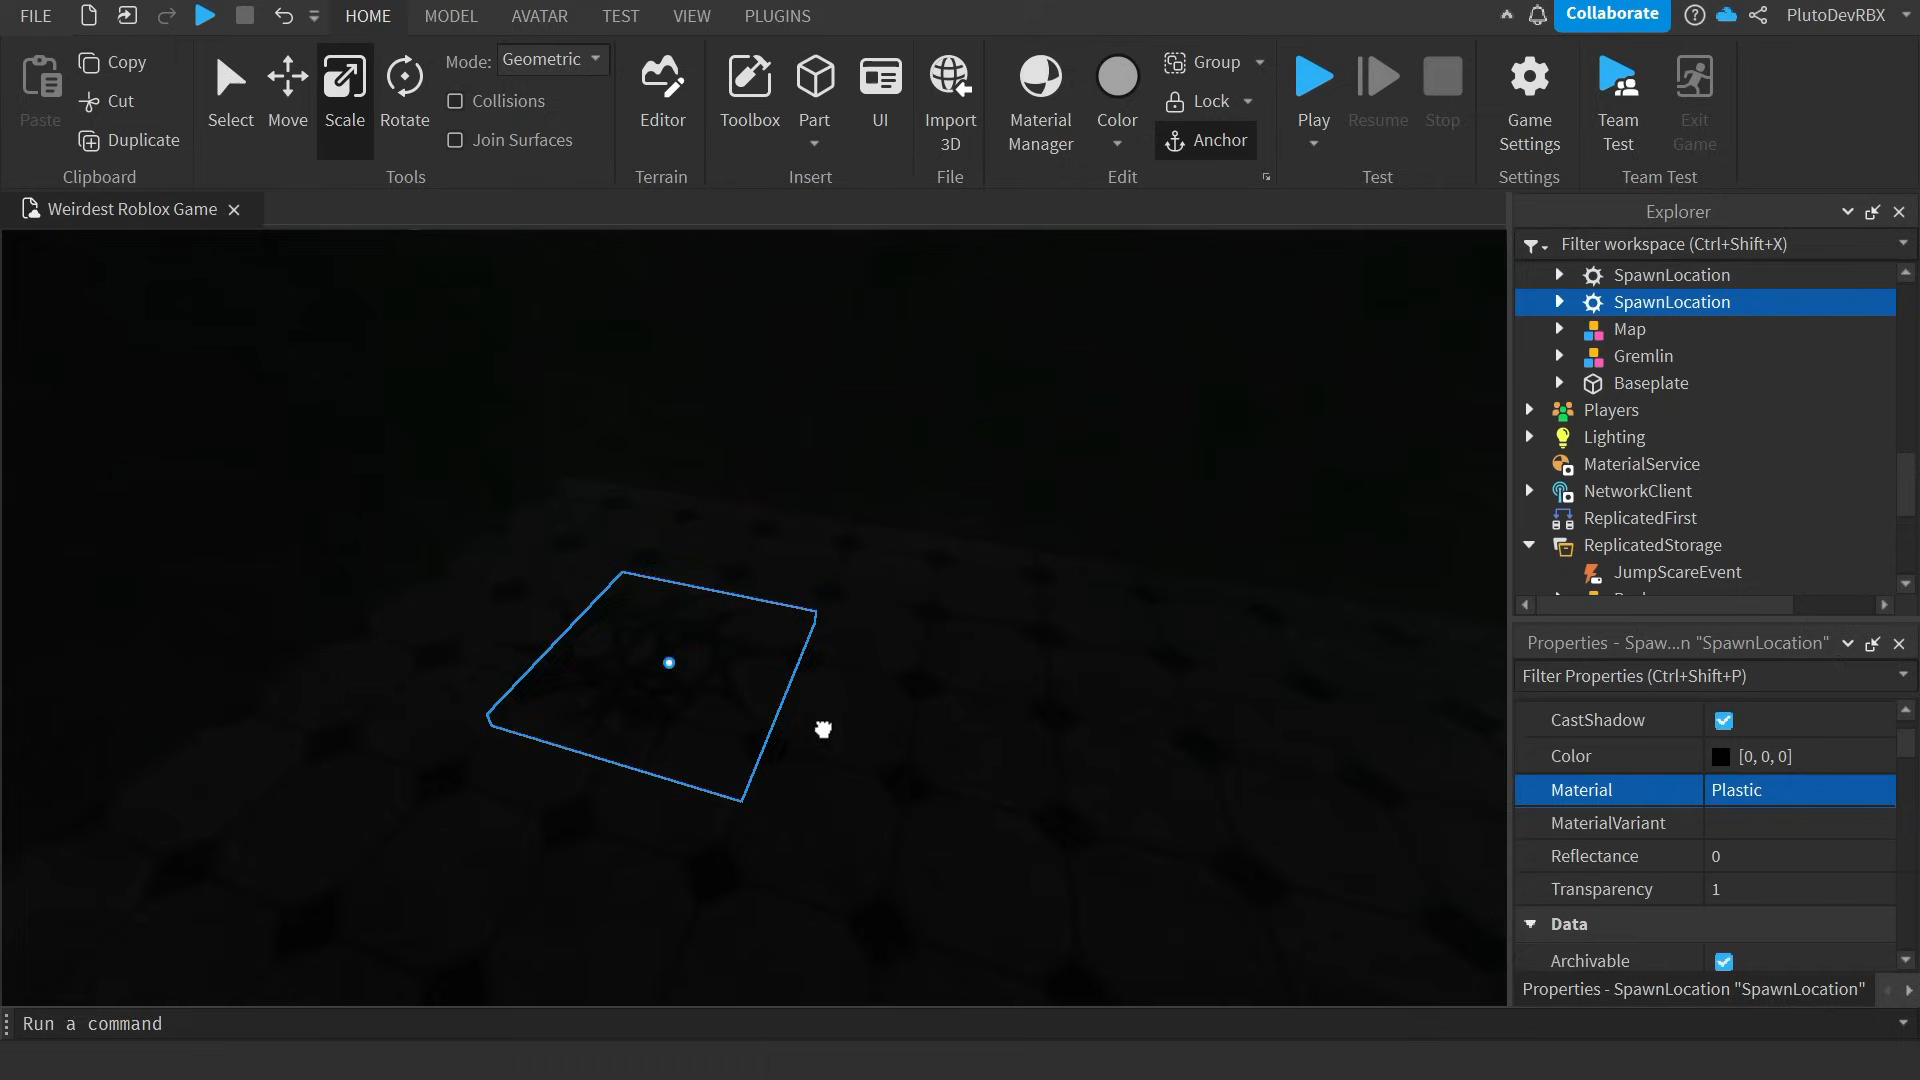 FILE
HOME
MODEL
AVATAR
TEST
VIEW
PLUGINS
Collaborate
PlutoDevRBX
Paste
Copy
Cut
Duplicate
Clipboard
Select
Move
Scale
Rotate
Mode: Geometric
Collisions
Join Surfaces
Tools
Editor
Terrain
Toolbox
Part
UI
Insert
Import
3D
File
Material
Manager
Color
Group
Lock
Anchor
Edit
Play
Resume
Stop
Test
Game
Settings
Settings
Team
Test
Exit
Game
Team Test
Weirdest Roblox Game
Explorer
Filter workspace (Ctrl+Shift+X)
SpawnLocation
SpawnLocation
Map
Gremlin
Baseplate
Players
Lighting
MaterialService
NetworkClient
ReplicatedFirst
ReplicatedStorage
JumpScareEvent
Properties - Spaw...n "SpawnLocation"
Filter Properties (Ctrl+Shift+P)
CastShadow
Color [0, 0, 0]
Material Plastic
MaterialVariant
Reflectance 0
Transparency 1
Data
Archivable
Properties - SpawnLocation "SpawnLocation"
Run a command